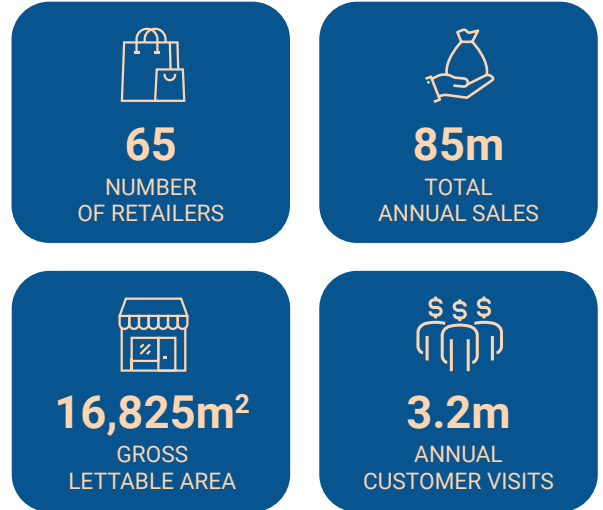 65
NUMBER
OF RETAILERS
85m
TOTAL
ANNUAL SALES
16,825m²
GROSS
LETTABLE AREA
$ $ $
3.2m
ANNUAL
CUSTOMER VISITS